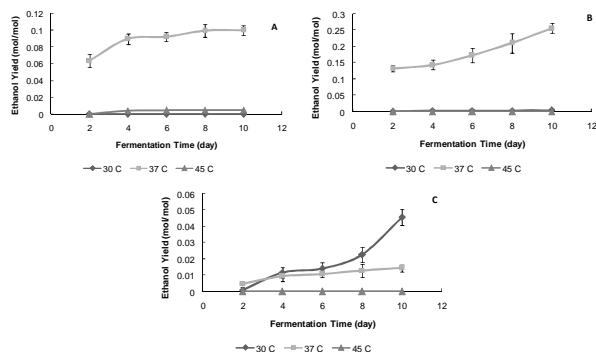 A
Ethanol Yield (mol/mol)
0.12
0.1
0.08
0.06
0.04
0.02
0
0 2 4 6 8 10 12
Fermentation Time (day)
30 C 37 C 45 C
B
Ethanol Yield (mol/mol)
0.3
0.25
0.2
0.15
0.1
0.05
0
0 2 4 6 8 10 12
Fermentation Time (day)
30 C 37 C 45 C
C
Ethanol Yield (mol/mol)
0.06
0.05
0.04
0.03
0.02
0.01
0
0 2 4 6 8 10 12
Fermentation Time (day)
30 C 37 C 45 C